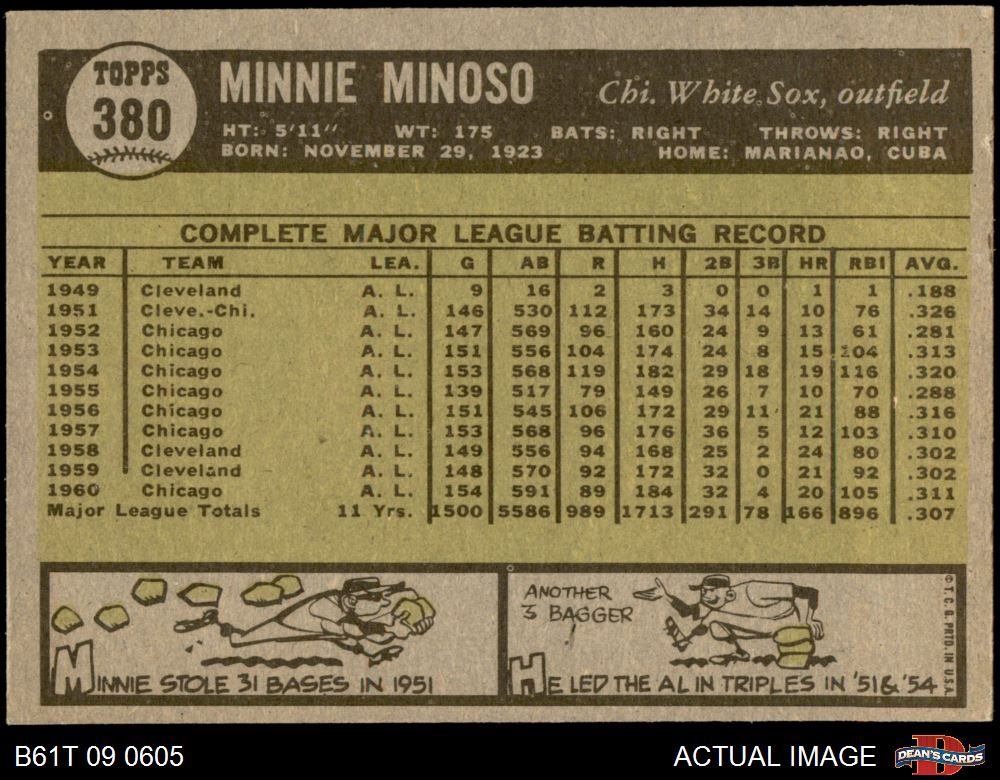 TOPPS
380
MINNIE MINOSO Chi. White Sox, outfield
HT: 5'11" WT: 175 BATS: RIGHT THROWS: RIGHT
BORN: NOVEMBER 29, 1923 HOME: MARIANAO, CUBA
COMPLETE MAJOR LEAGUE BATTING RECORD
YEAR TEAM LEA. G AB R H 2B 3B HR RBI AVG.
1949 Cleveland A. L. 9 16 2 3 0 0 1 1 .188
1951 Cleve.-Chi. A. L. 146 530 112 173 34 14 10 76 .326
1952 Chicago A. L. 147 569 96 160 24 9 13 61 .281
1953 Chicago A. L. 151 556 104 174 24 8 15 104 .313
1954 Chicago A. L. 153 568 119 182 29 18 19 116 .320
1955 Chicago A. L. 139 517 79 149 26 7 10 70 .288
1956 Chicago A. L. 151 545 106 172 29 11 21 88 .316
1957 Chicago A. L. 153 568 96 176 36 5 12 103 .310
1958 Cleveland A. L. 149 556 94 168 25 2 24 80 .302
1959 Cleveland A. L. 148 570 92 172 32 0 21 92 .302
1960 Chicago A. L. 154 591 89 184 32 4 20 105 .311
Major League Totals 11 Yrs. 1500 5586 989 1713 291 78 166 896 .307
MINNIE STOLE 31 BASES IN 1951
ANOTHER
3 BAGGER
HE LED THE AL IN TRIPLES IN '51 & '54
© T. C. G. PRTD. IN U.S.A.
B61T 09 0605 ACTUAL IMAGE DEAN'S CARDS